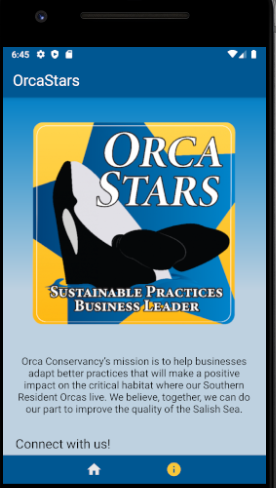 6:45
OrcaStars
ORCA
STARS
SUSTAINABLE PRACTICES
BUSINESS LEADER
Orca Conservancy's mission is to help businesses
adapt better practices that will make a positive
impact on the critical habitat where our Southern
Resident Orcas live. We believe, together, we can do
our part to improve the quality of the Salish Sea.
Connect with us!